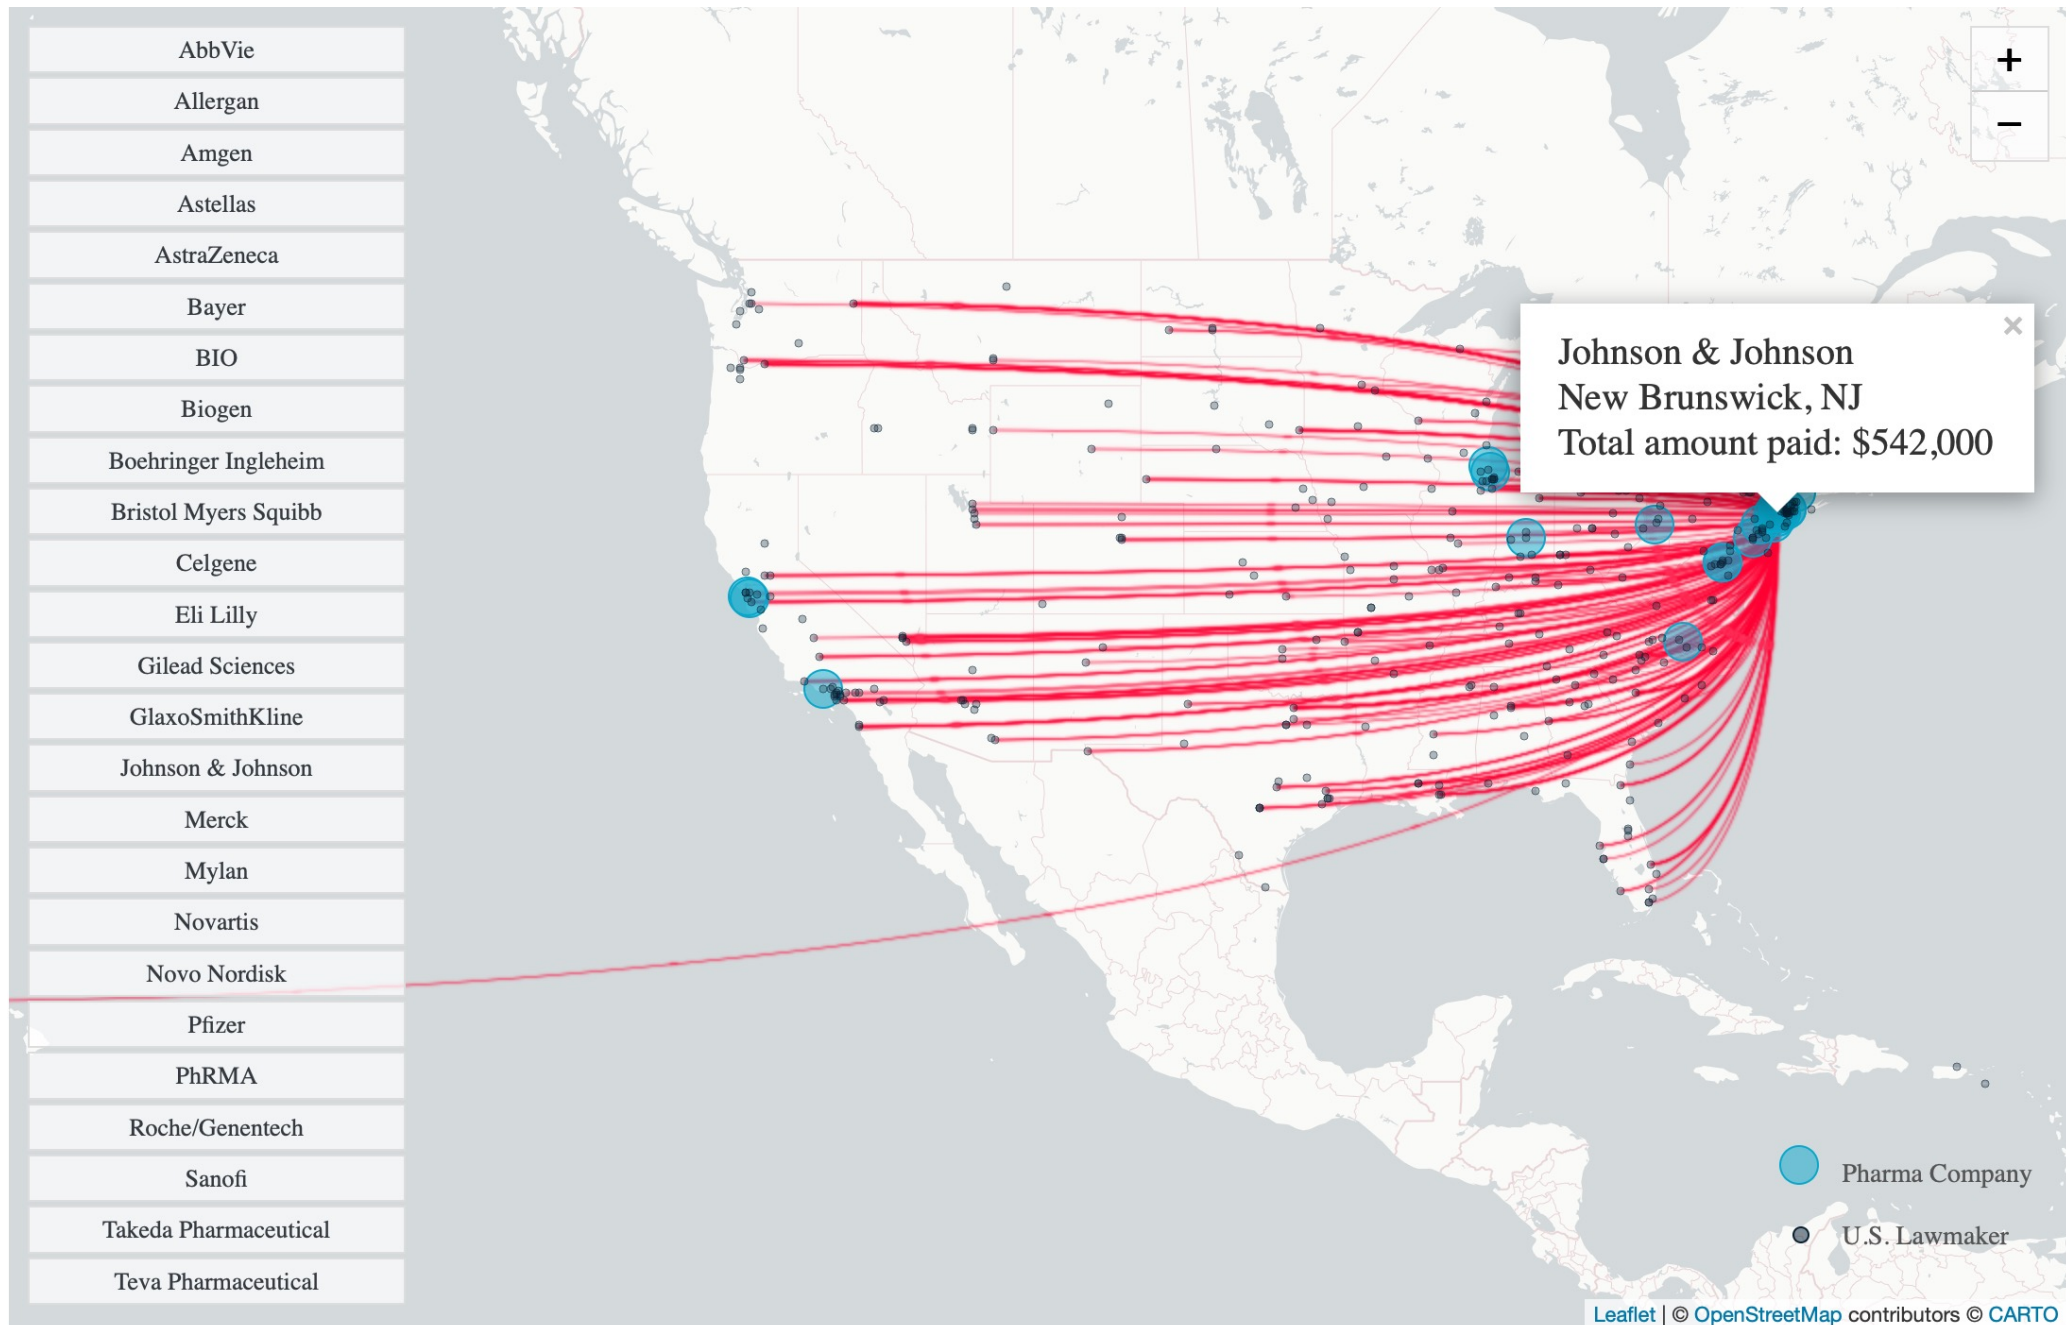 AbbVie
Allergan
Amgen
Astellas
AstraZeneca
Bayer
BIO
Biogen
Boehringer Ingleheim
Bristol Myers Squibb
Celgene
Eli Lilly
Gilead Sciences
GlaxoSmithKline
Johnson & Johnson
Merck
Mylan
Novartis
Novo Nordisk
Pfizer
PhRMA
Roche/Genentech
Sanofi
Takeda Pharmaceutical
Teva Pharmaceutical
+
−
×
Johnson & Johnson
New Brunswick, NJ
Total amount paid: $542,000
Pharma Company
U.S. Lawmaker
Leaflet | © OpenStreetMap contributors © CARTO